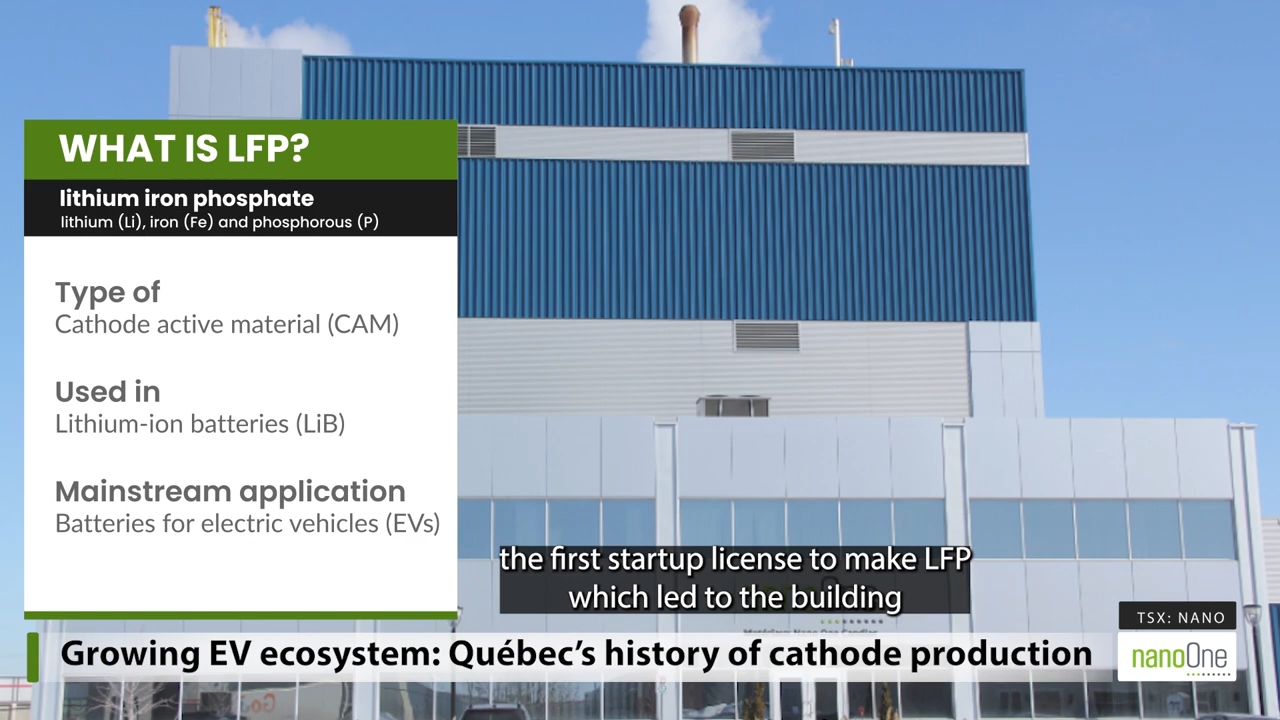 WHAT IS LFP?
lithium iron phosphate
lithium (Li), iron (Fe) and phosphorous (P)
Type of
Cathode active material (CAM)
Used in
Lithium-ion batteries (LiB)
Mainstream application
Batteries for electric vehicles (EVs)
the first startup license to make LFP
which led to the building
TSX: NANO
Growing EV ecosystem: Québec’s history of cathode production
nanoOne